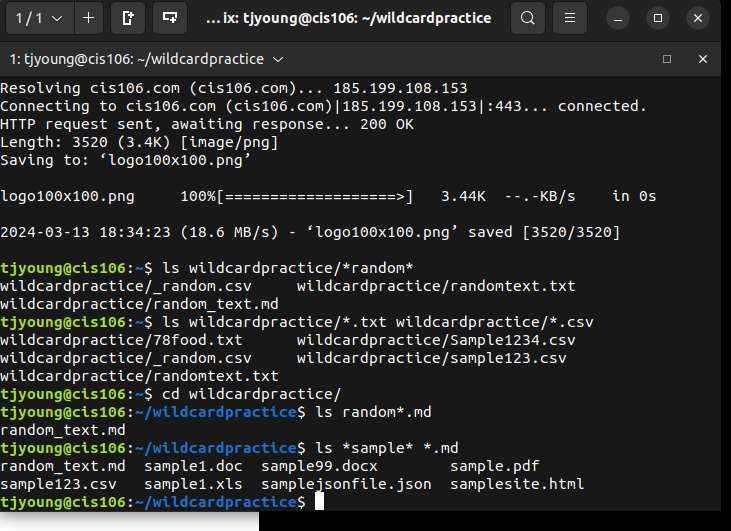 1 / 1
...ix: tjyoung@cis106: ~/wildcardpractice
1: tjyoung@cis106: ~/wildcardpractice
Resolving cis106.com (cis106.com)... 185.199.108.153
Connecting to cis106.com (cis106.com)|185.199.108.153|:443... connected.
HTTP request sent, awaiting response... 200 OK
Length: 3520 (3.4K) [image/png]
Saving to: ‘logo100x100.png’
logo100x100.png     100%[===================>]   3.44K  --.-KB/s    in 0s
2024-03-13 18:34:23 (18.6 MB/s) - ‘logo100x100.png’ saved [3520/3520]
tjyoung@cis106:~$ ls wildcardpractice/*random*
wildcardpractice/_random.csv     wildcardpractice/randomtext.txt
wildcardpractice/random_text.md
tjyoung@cis106:~$ ls wildcardpractice/*.txt wildcardpractice/*.csv
wildcardpractice/78food.txt      wildcardpractice/Sample1234.csv
wildcardpractice/_random.csv     wildcardpractice/Sample123.csv
wildcardpractice/randomtext.txt
tjyoung@cis106:~$ cd wildcardpractice/
tjyoung@cis106:~/wildcardpractice$ ls random*.md
random_text.md
tjyoung@cis106:~/wildcardpractice$ ls *sample* *.md
random_text.md  sample1.doc  sample99.docx        sample.pdf
sample123.csv   sample1.xls  samplejsonfile.json  samplesite.html
tjyoung@cis106:~/wildcardpractice$